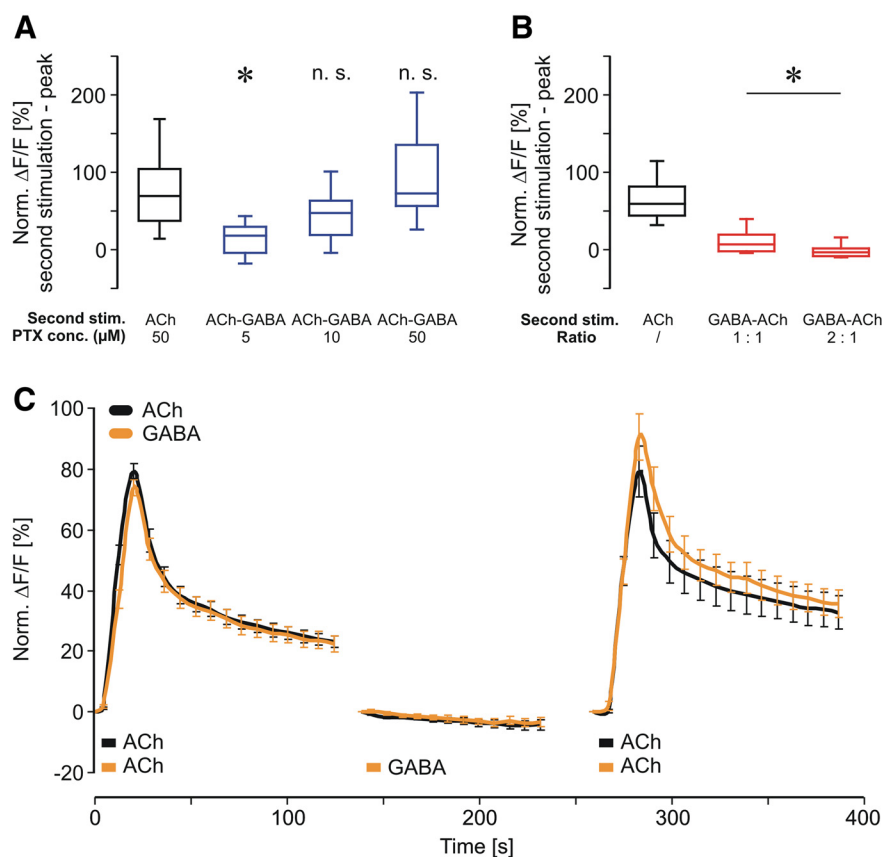 A
Norm. ΔF/F [%]
second stimulation - peak
200
100
0
*
n. s.
n. s.
Second stim. ACh ACh-GABA ACh-GABA ACh-GABA
PTX conc. (µM) 50 5 10 50
B
Norm. ΔF/F [%]
second stimulation - peak
200
100
0
*
Second stim. ACh GABA-ACh GABA-ACh
Ratio / 1 : 1 2 : 1
C
Norm. ΔF/F [%]
100
80
60
40
20
0
-20
ACh
GABA
ACh
ACh
GABA
ACh
ACh
0 100 200 300 400
Time [s]